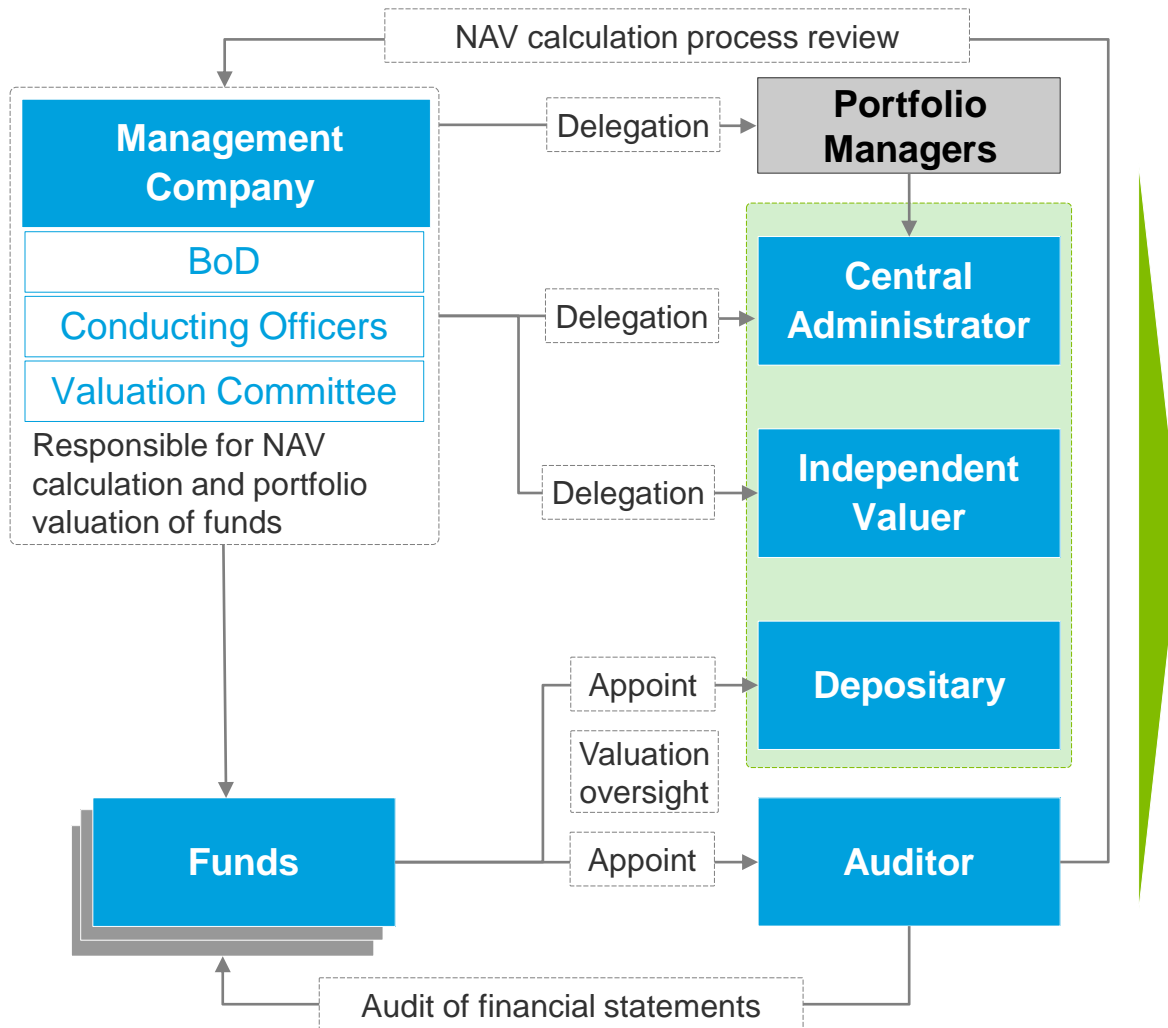 NAV calculation process review
Management
Company
BoD
Conducting Officers
Valuation Committee
Responsible for NAV
calculation and portfolio
valuation of funds
Delegation
Portfolio
Managers
Delegation
Central
Administrator
Delegation
Independent
Valuer
Appoint
Depositary
Valuation
oversight
Funds
Appoint
Auditor
Audit of financial statements